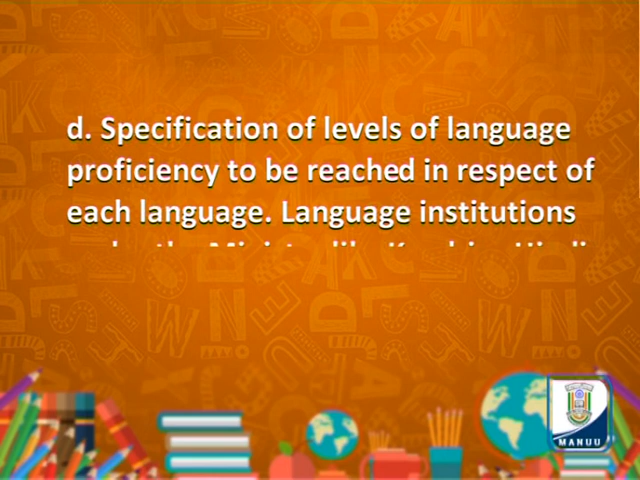 d. Specification of levels of language
proficiency to be reached in respect of
each language. Language institutions
MANUU